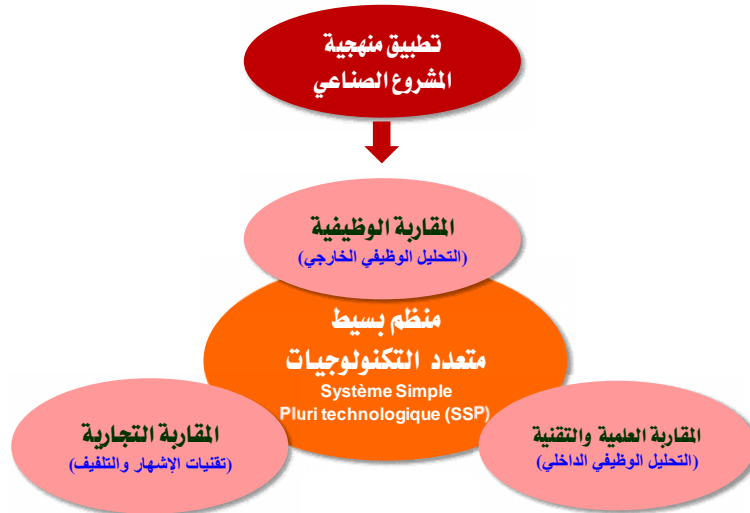 تطبيق منهجية
المشروع الصناعي
المقاربة الوظيفية
(التحليل الوظيفي الخارجي)
منظم بسيط
متعدد التكنولوجيات
Système Simple
Pluri technologique (SSP)
المقاربة التجارية
(تقنيات الإشهار والتلفيف)
المقاربة العلمية والتقنية
(التحليل الوظيفي الداخلي)